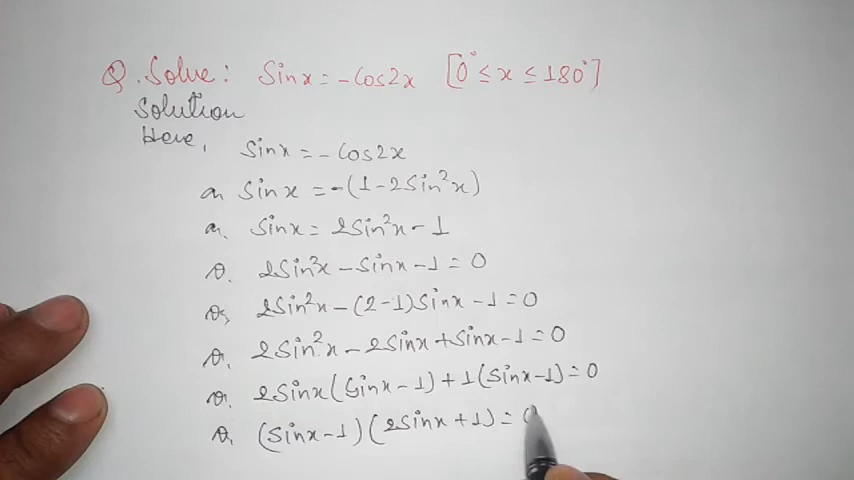 Q. Solve: Sinx = -Cos2x [0° ≤ x ≤ 180°]
Solution
Here,
Sinx = -Cos2x
or Sinx = -(1-2Sin²x)
or, Sinx = 2Sin²x - 1
or, 2Sin²x - Sinx - 1 = 0
or, 2Sin²x - (2-1)Sinx - 1 = 0
or, 2Sin²x - 2Sinx + Sinx - 1 = 0
or, 2Sinx(Sinx - 1) + 1(Sinx - 1) = 0
or, (Sinx - 1)(2Sinx + 1) = 0